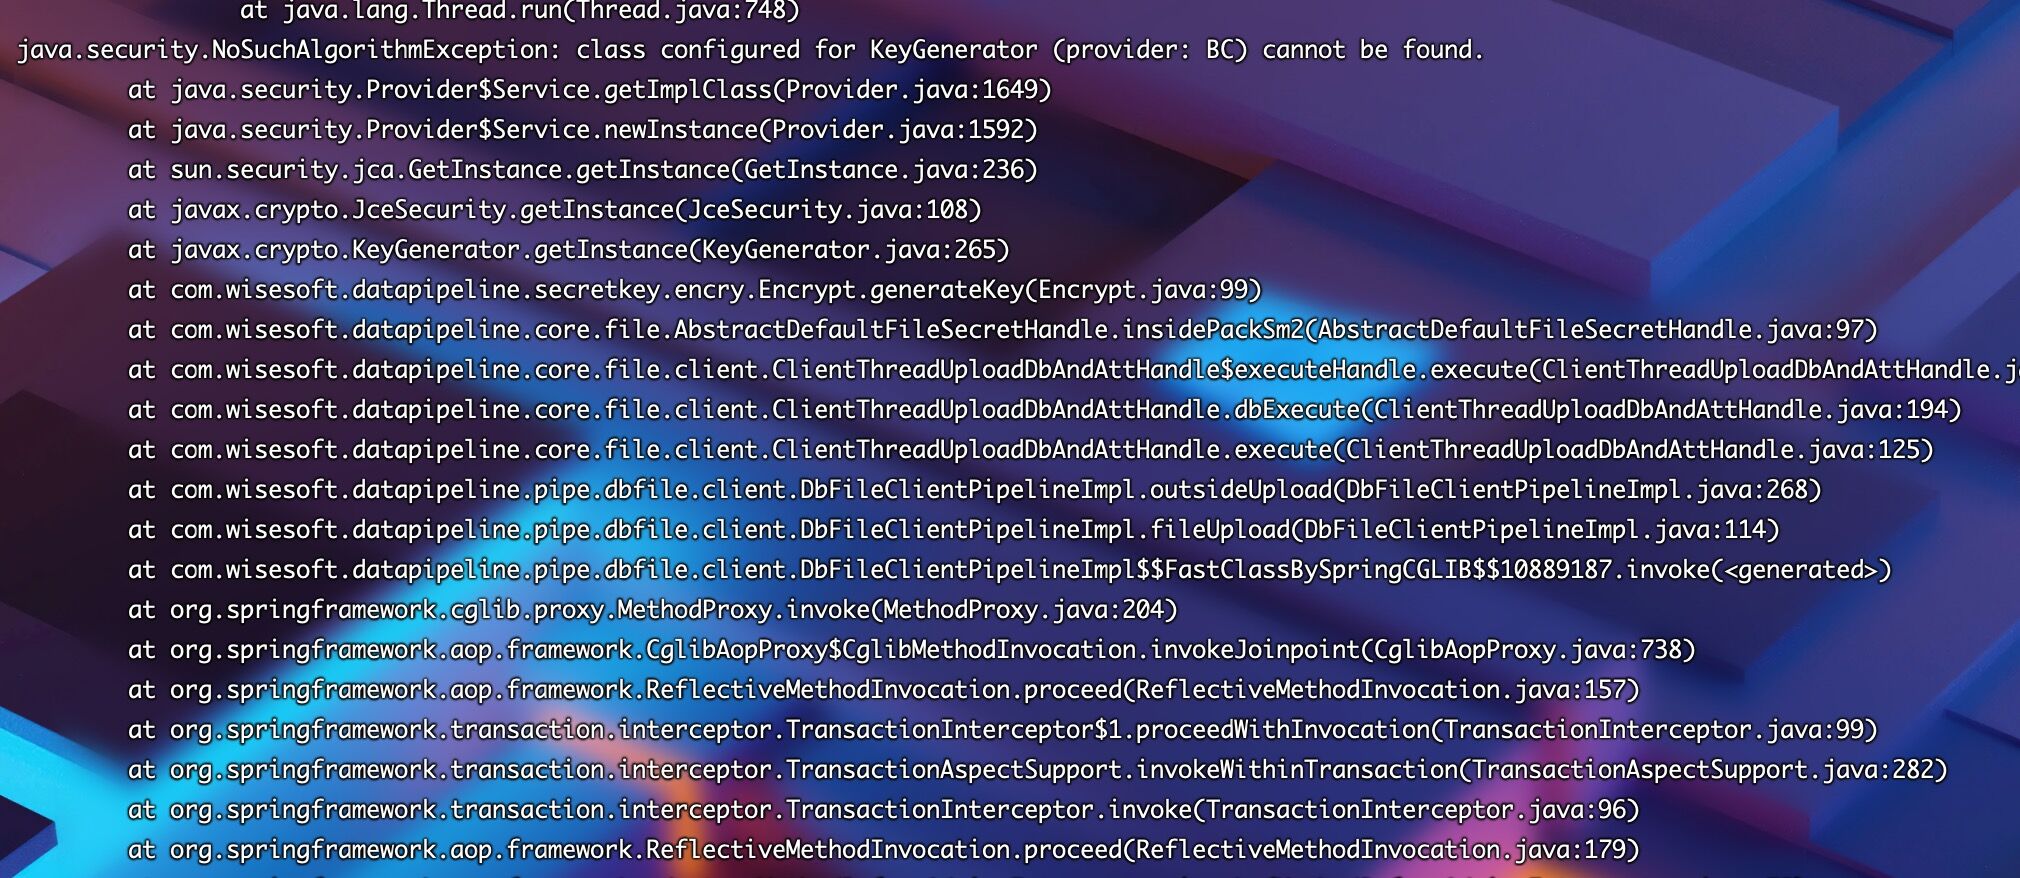 at java.lang.Thread.run(Thread.java:748)
java.security.NoSuchAlgorithmException: class configured for KeyGenerator (provider: BC) cannot be found.
at java.security.Provider$Service.getImplClass(Provider.java:1649)
at java.security.Provider$Service.newInstance(Provider.java:1592)
at sun.security.jca.GetInstance.getInstance(GetInstance.java:236)
at javax.crypto.JceSecurity.getInstance(JceSecurity.java:108)
at javax.crypto.KeyGenerator.getInstance(KeyGenerator.java:265)
at com.wisesoft.datapipeline.secretkey.encry.Encrypt.generateKey(Encrypt.java:99)
at com.wisesoft.datapipeline.core.file.AbstractDefaultFileSecretHandle.insidePackSm2(AbstractDefaultFileSecretHandle.java:97)
at com.wisesoft.datapipeline.core.file.client.ClientThreadUploadDbAndAttHandle$executeHandle.execute(ClientThreadUploadDbAndAttHandle.j
at com.wisesoft.datapipeline.core.file.client.ClientThreadUploadDbAndAttHandle.dbExecute(ClientThreadUploadDbAndAttHandle.java:194)
at com.wisesoft.datapipeline.core.file.client.ClientThreadUploadDbAndAttHandle.execute(ClientThreadUploadDbAndAttHandle.java:125)
at com.wisesoft.datapipeline.pipe.dbfile.client.DbFileClientPipelineImpl.outsideUpload(DbFileClientPipelineImpl.java:268)
at com.wisesoft.datapipeline.pipe.dbfile.client.DbFileClientPipelineImpl.fileUpload(DbFileClientPipelineImpl.java:114)
at com.wisesoft.datapipeline.pipe.dbfile.client.DbFileClientPipelineImpl$$FastClassBySpringCGLIB$$10889187.invoke(<generated>)
at org.springframework.cglib.proxy.MethodProxy.invoke(MethodProxy.java:204)
at org.springframework.aop.framework.CglibAopProxy$CglibMethodInvocation.invokeJoinpoint(CglibAopProxy.java:738)
at org.springframework.aop.framework.ReflectiveMethodInvocation.proceed(ReflectiveMethodInvocation.java:157)
at org.springframework.transaction.interceptor.TransactionInterceptor$1.proceedWithInvocation(TransactionInterceptor.java:99)
at org.springframework.transaction.interceptor.TransactionAspectSupport.invokeWithinTransaction(TransactionAspectSupport.java:282)
at org.springframework.transaction.interceptor.TransactionInterceptor.invoke(TransactionInterceptor.java:96)
at org.springframework.aop.framework.ReflectiveMethodInvocation.proceed(ReflectiveMethodInvocation.java:179)